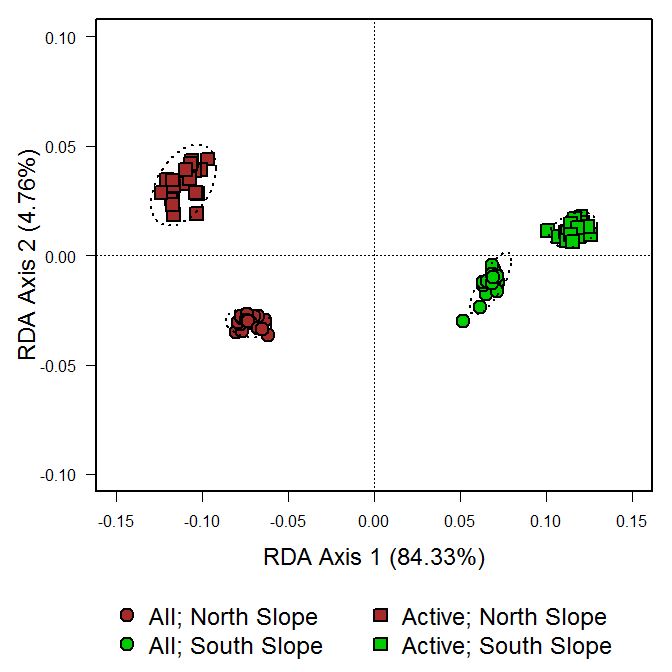 0.10
0.05
0.00
-0.05
-0.10
RDA Axis 2 (4.76%)
-0.15 -0.10 -0.05 0.00 0.05 0.10 0.15
RDA Axis 1 (84.33%)
All; North Slope Active; North Slope
All; South Slope Active; South Slope